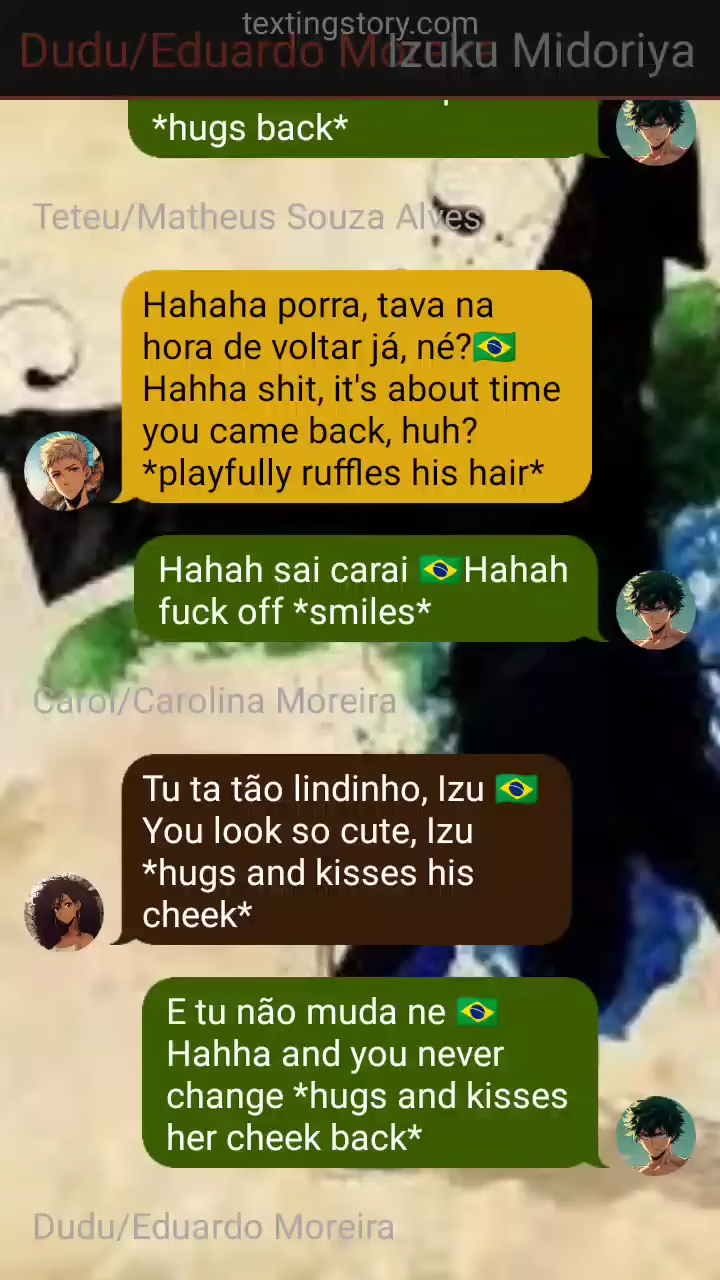 textingstory.com
Dudu/Eduardo Mo
Izuku Midoriya
*hugs back*
Teteu/Matheus Souza Alves
Hahaha porra, tava na
hora de voltar já, né?🇧🇷
Hahha shit, it's about time
you came back, huh?
*playfully ruffles his hair*
Hahah sai carai 🇧🇷Hahah
fuck off *smiles*
Carol/Carolina Moreira
Tu ta tão lindinho, Izu 🇧🇷
You look so cute, Izu
*hugs and kisses his
cheek*
E tu não muda ne 🇧🇷
Hahha and you never
change *hugs and kisses
her cheek back*
Dudu/Eduardo Moreira